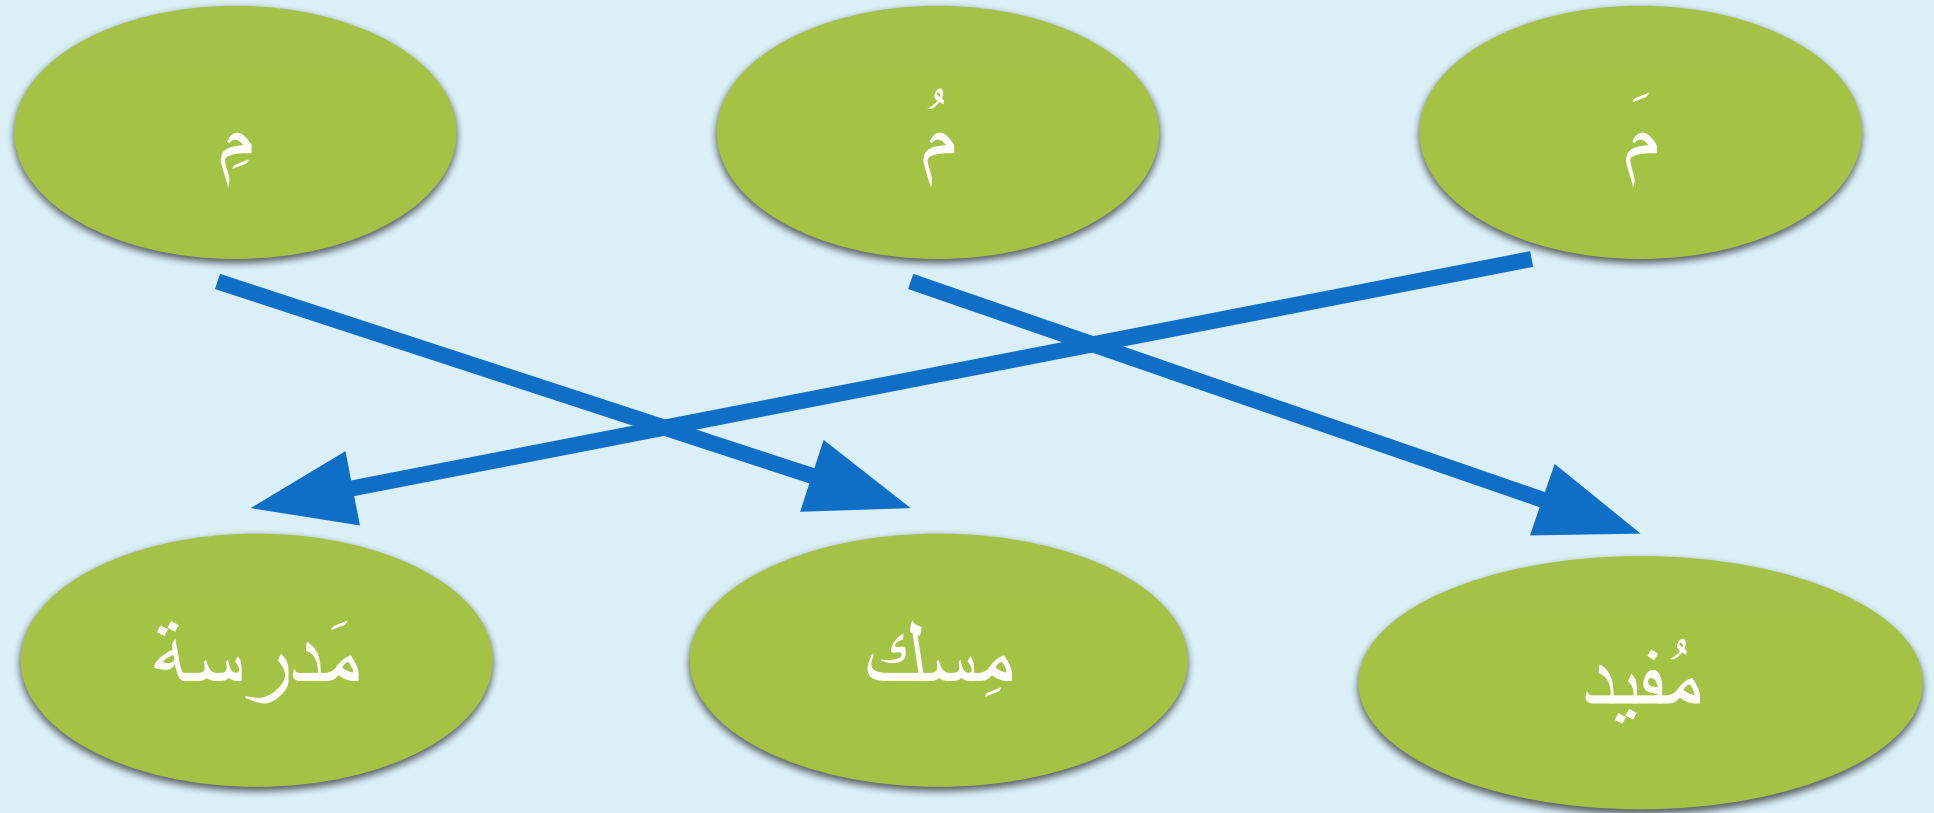 مَ
مُ
مِ
مُفيد
مِسك
مَدرسة